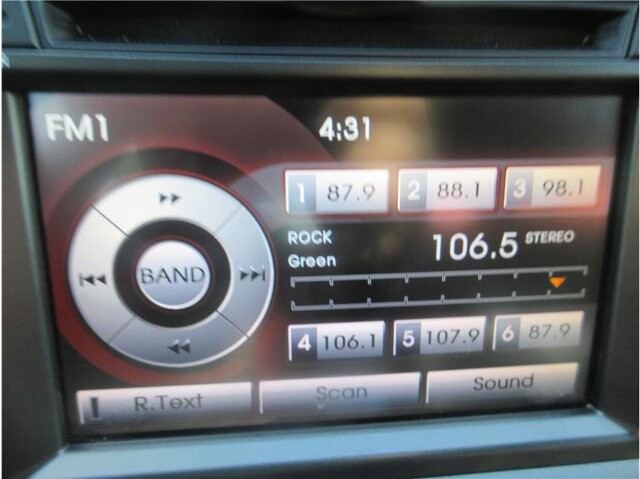 FM1 4:31
1 87.9 2 88.1 3 98.1
ROCK 106.5 STEREO
Green
BAND
4 106.1 5 107.9 6 87.9
R.Text Scan Sound